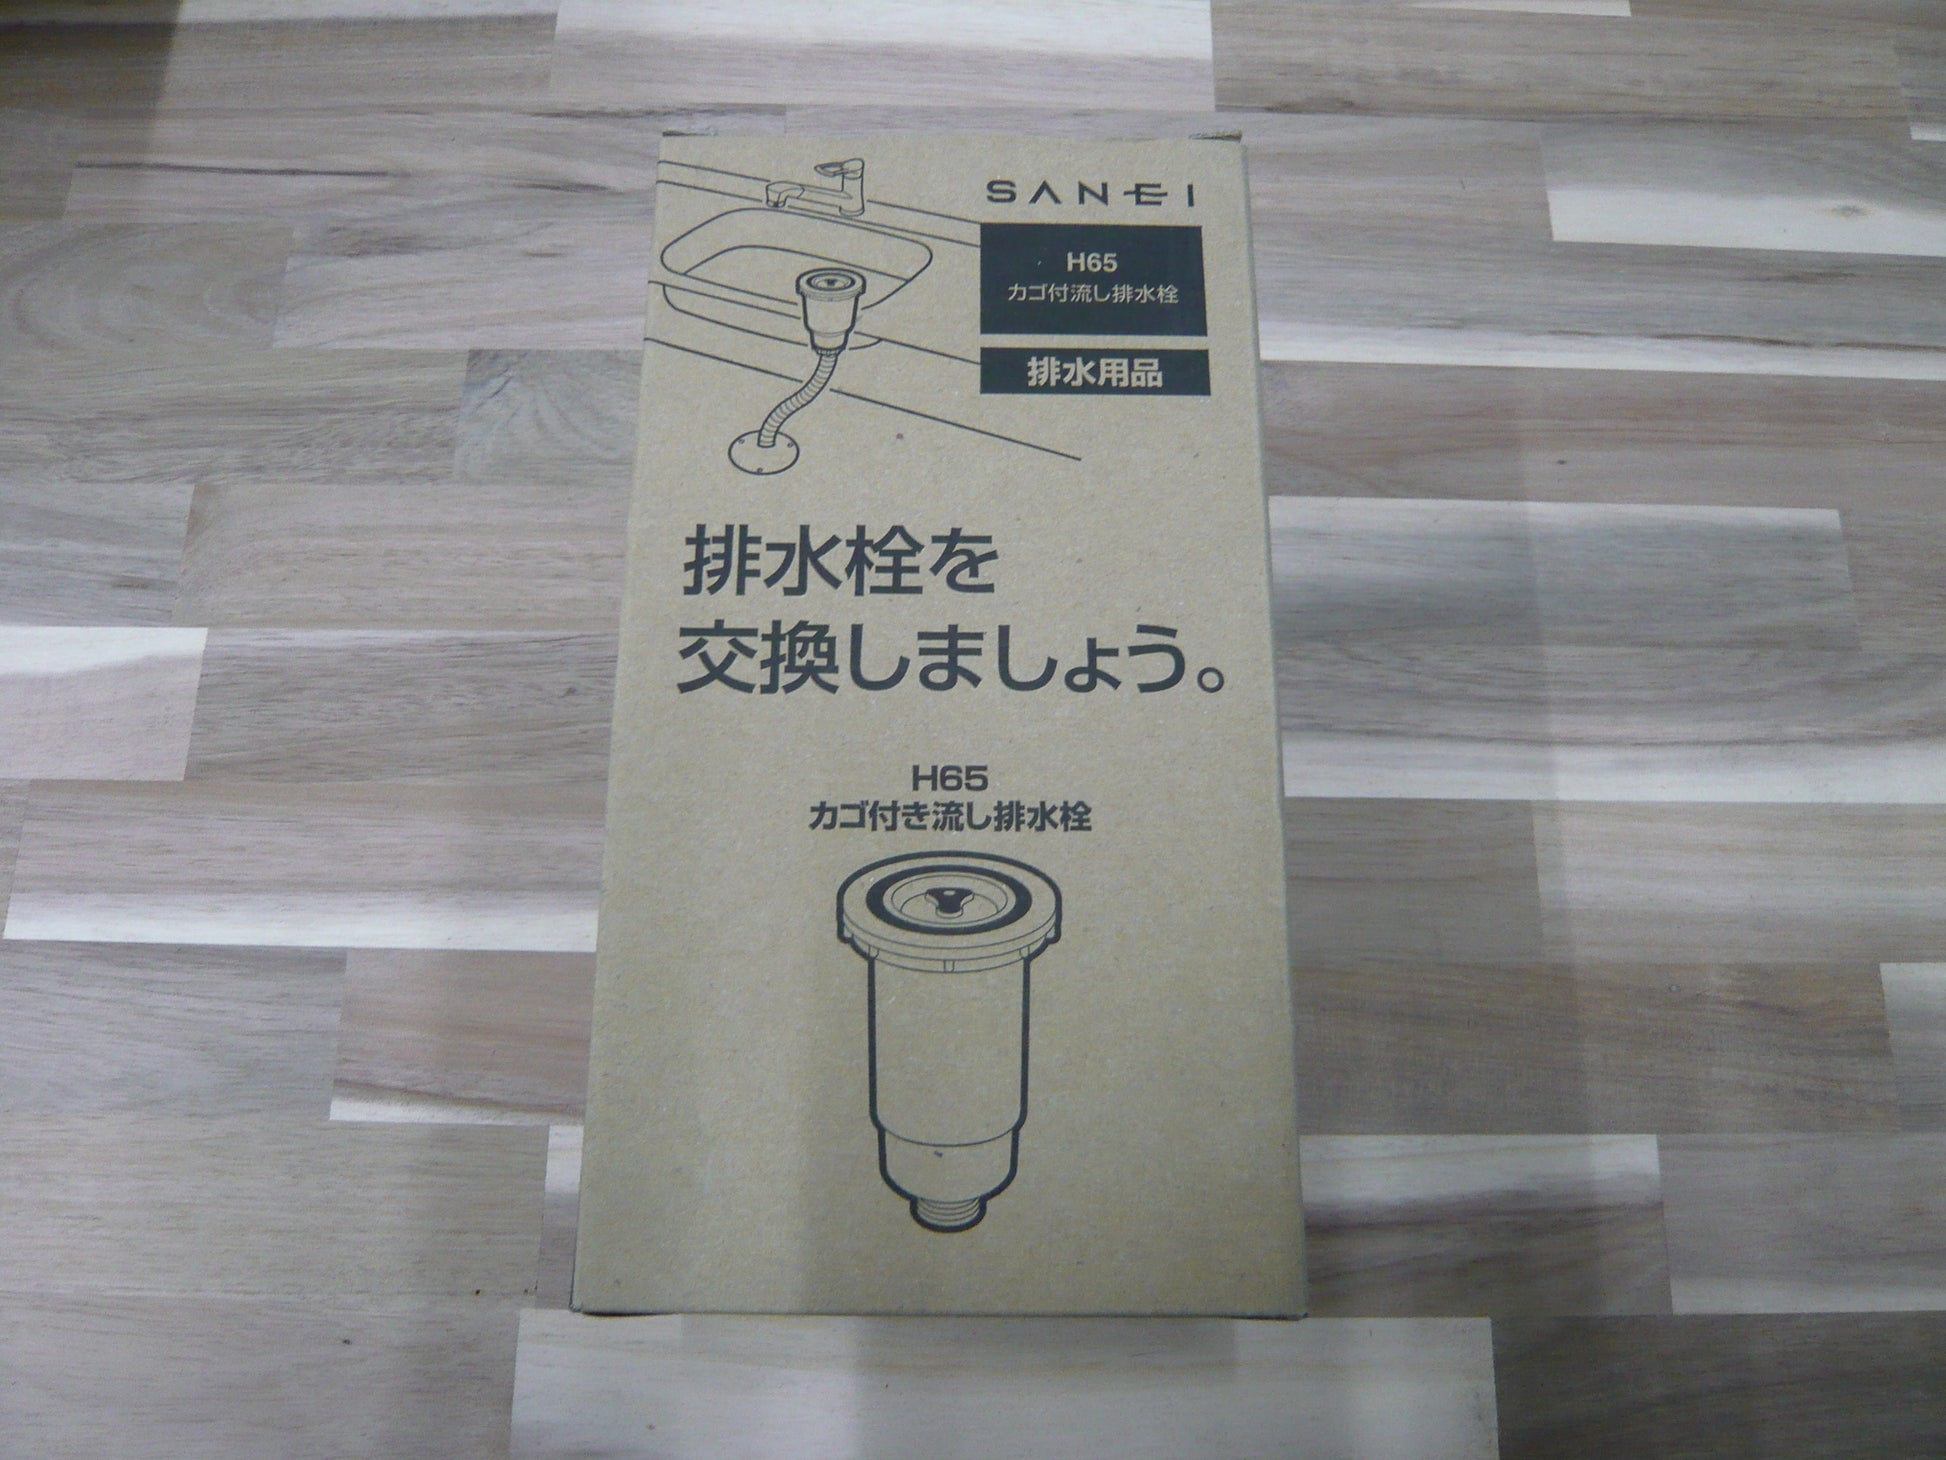 SANEI
H65
カゴ付流し排水栓
排水用品
排水栓を
交換しましょう。
H65
カゴ付き流し排水栓